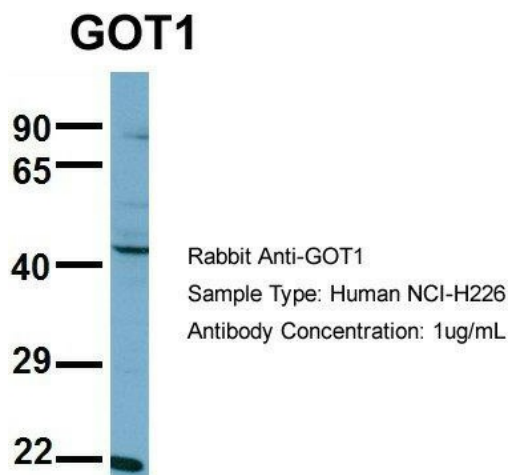 GOT1
90
65
40
29
22
Rabbit Anti-GOT1
Sample Type: Human NCI-H226
Antibody Concentration: 1ug/mL